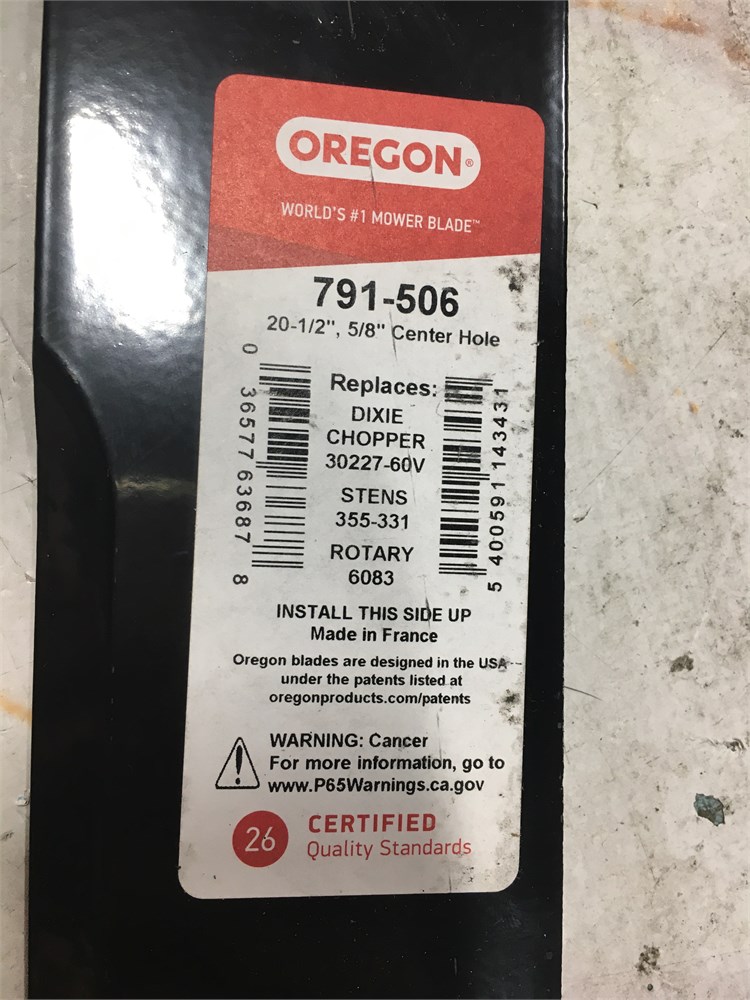 OREGON®
WORLD'S #1 MOWER BLADE™
791-506
20-1/2", 5/8" Center Hole
0 36577 63687 8
Replaces:
DIXIE
CHOPPER
30227-60V
STENS
355-331
ROTARY
6083
5 400591 143431
INSTALL THIS SIDE UP
Made in France
Oregon blades are designed in the USA
under the patents listed at
oregonproducts.com/patents
WARNING: Cancer
For more information, go to
www.P65Warnings.ca.gov
26
CERTIFIED
Quality Standards